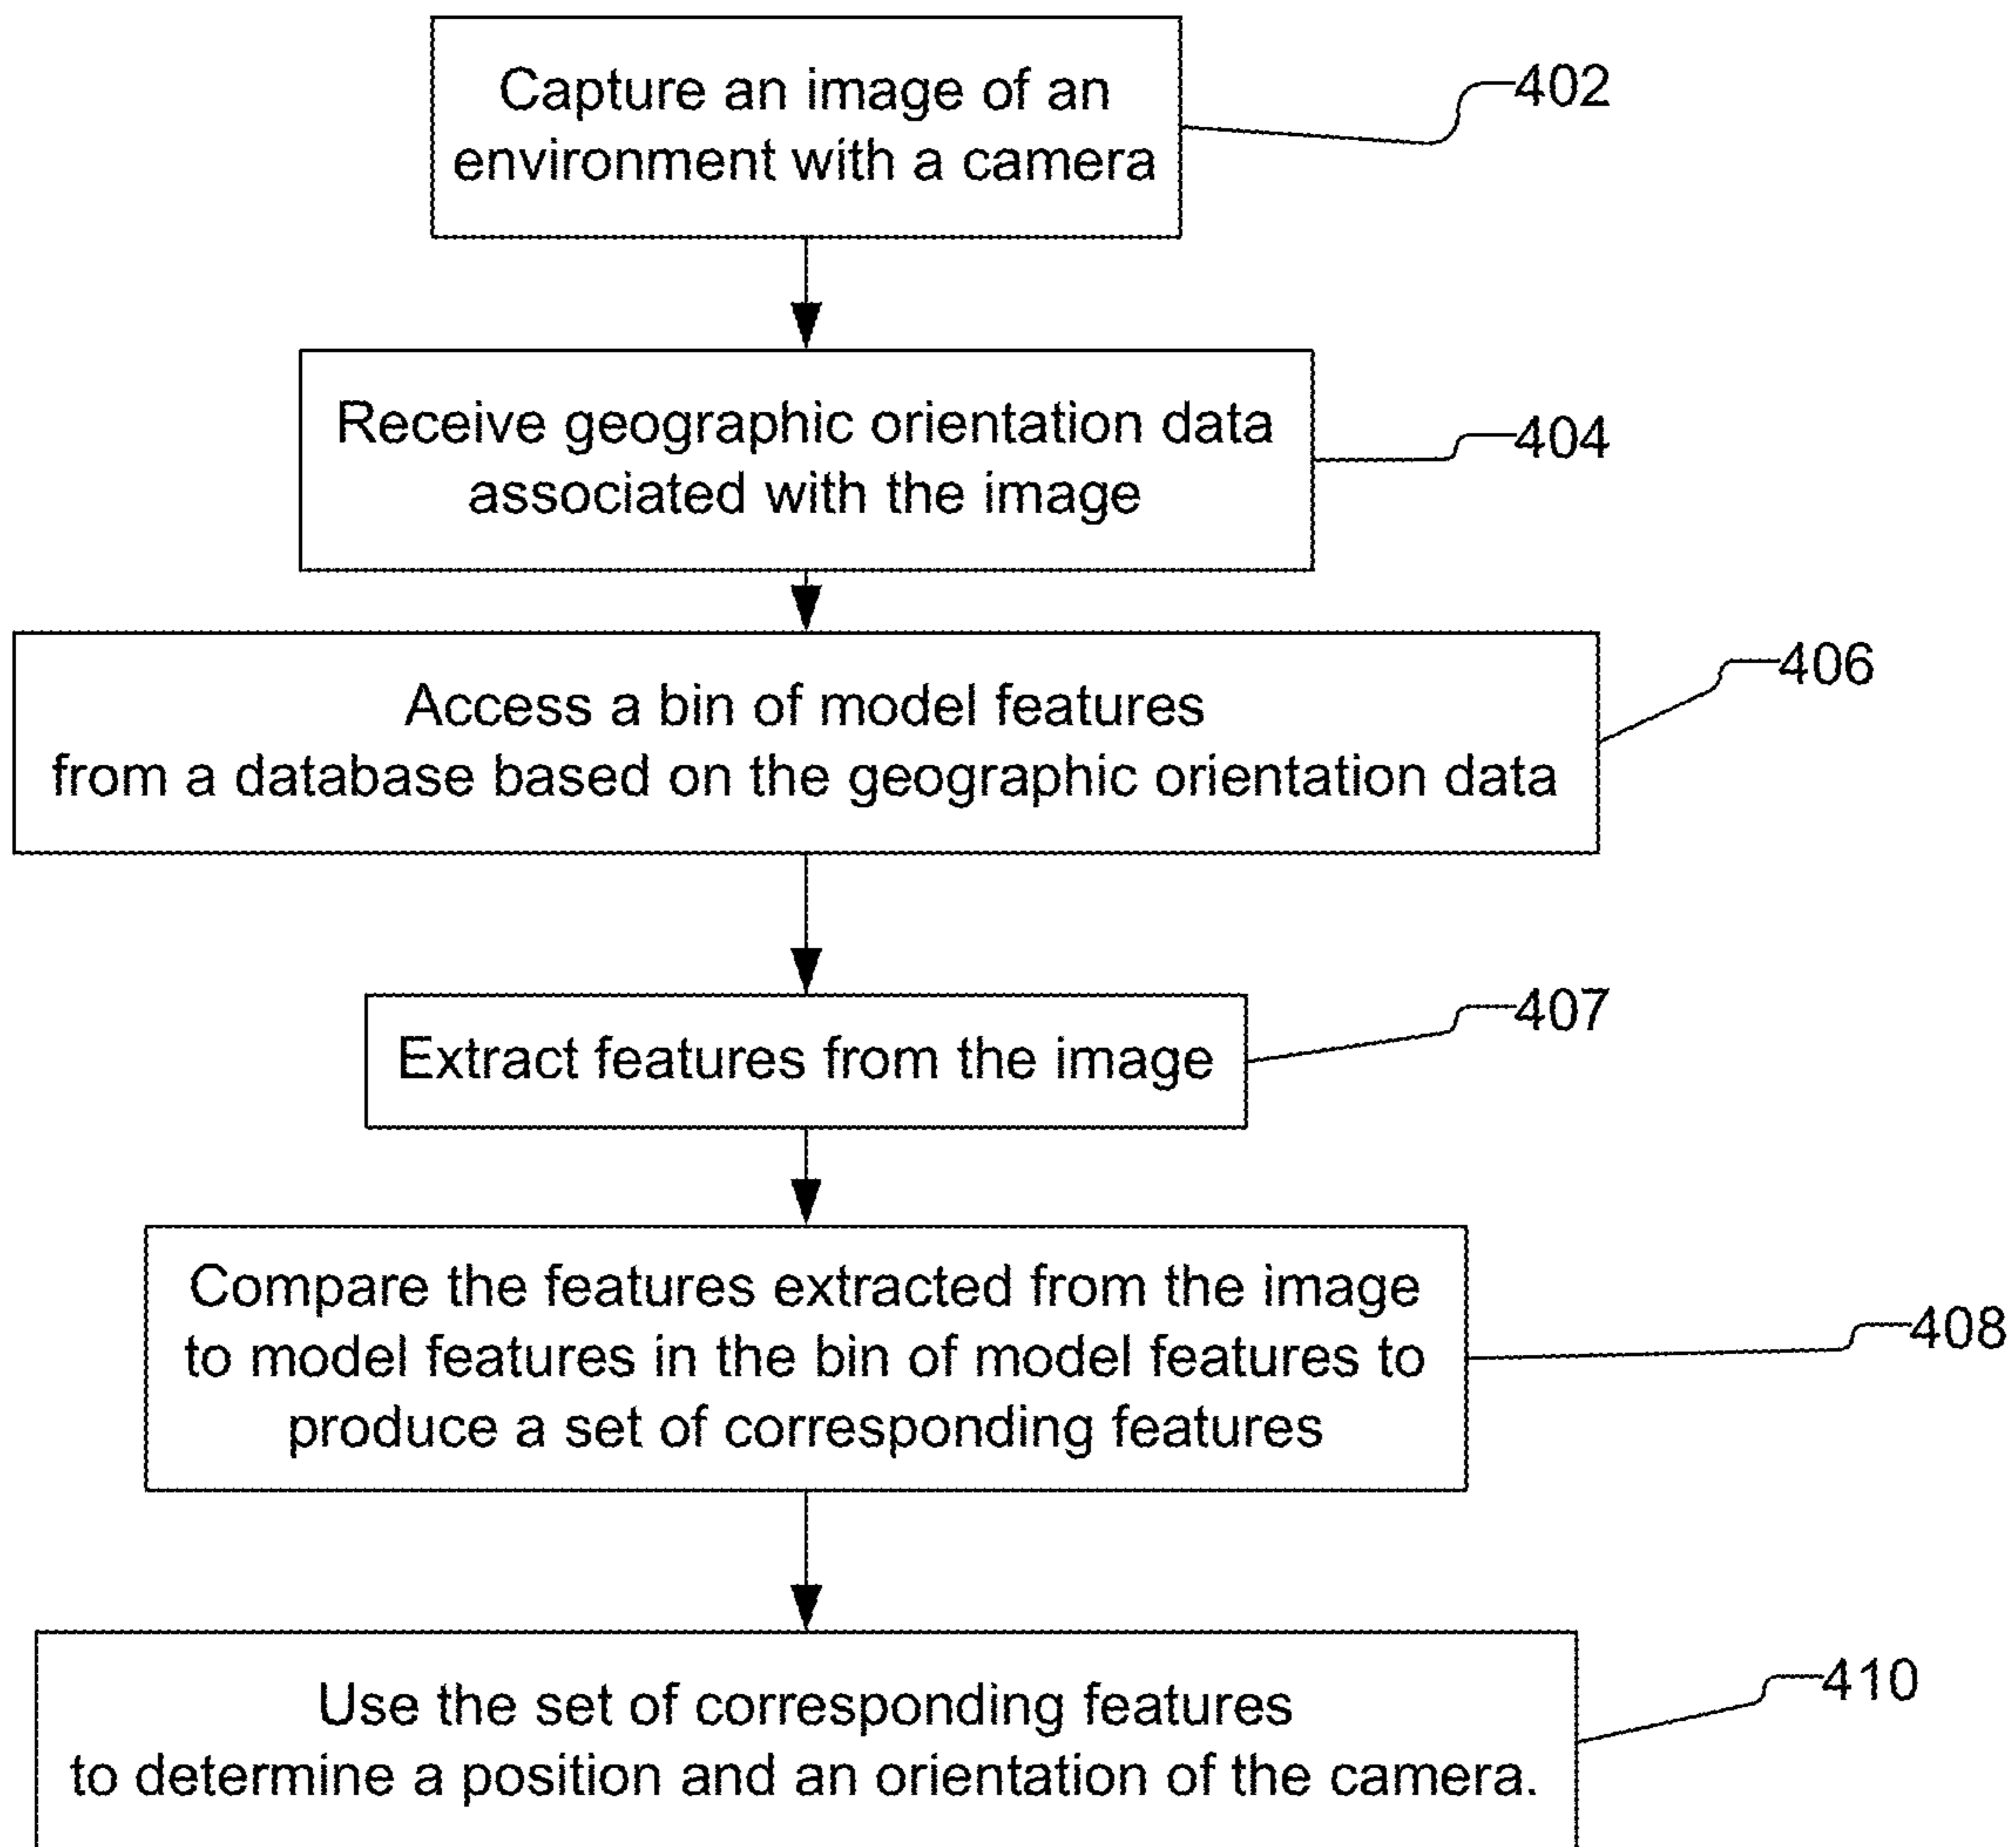 Capture an image of an
environment with a camera
402
Receive geographic orientation data
associated with the image
404
Access a bin of model features
from a database based on the geographic orientation data
406
Extract features from the image
407
Compare the features extracted from the image
to model features in the bin of model features to
produce a set of corresponding features
408
Use the set of corresponding features
to determine a position and an orientation of the camera.
410